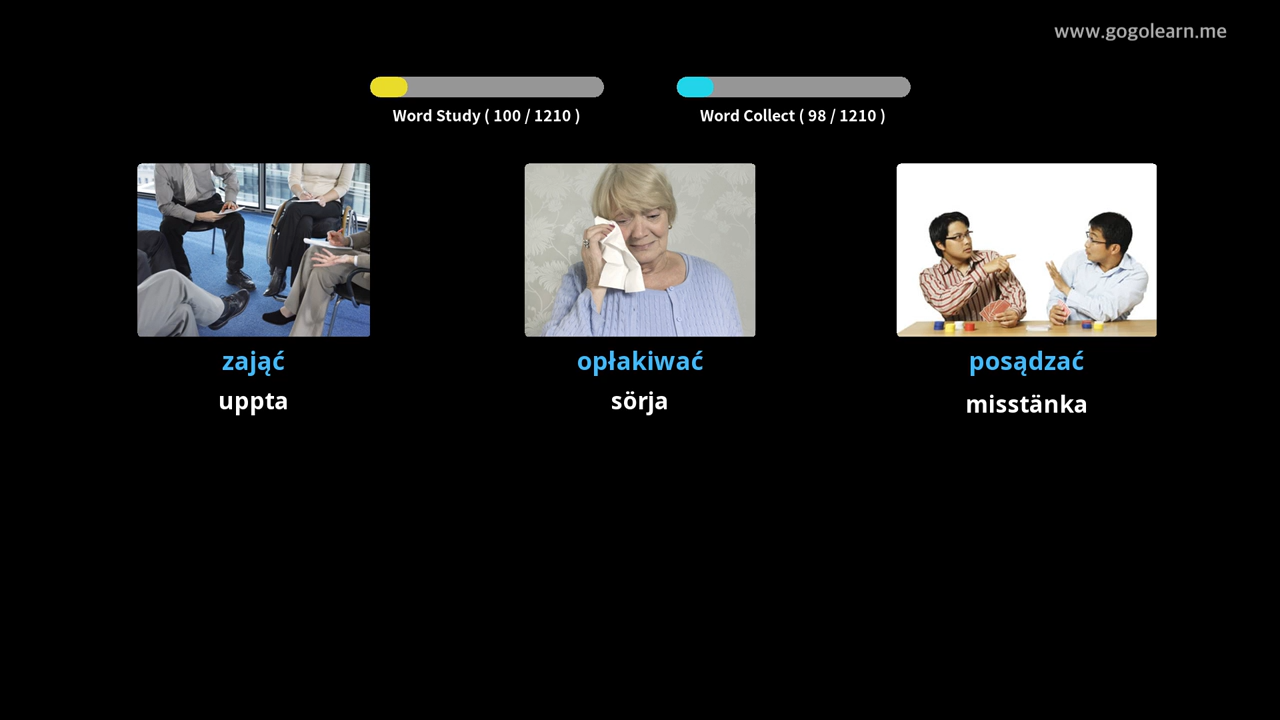 www.gogolearn.me
Word Study ( 100 / 1210 )
Word Collect ( 98 / 1210 )
zająć
opłakiwać
posądzać
uppta
sörja
misstänka